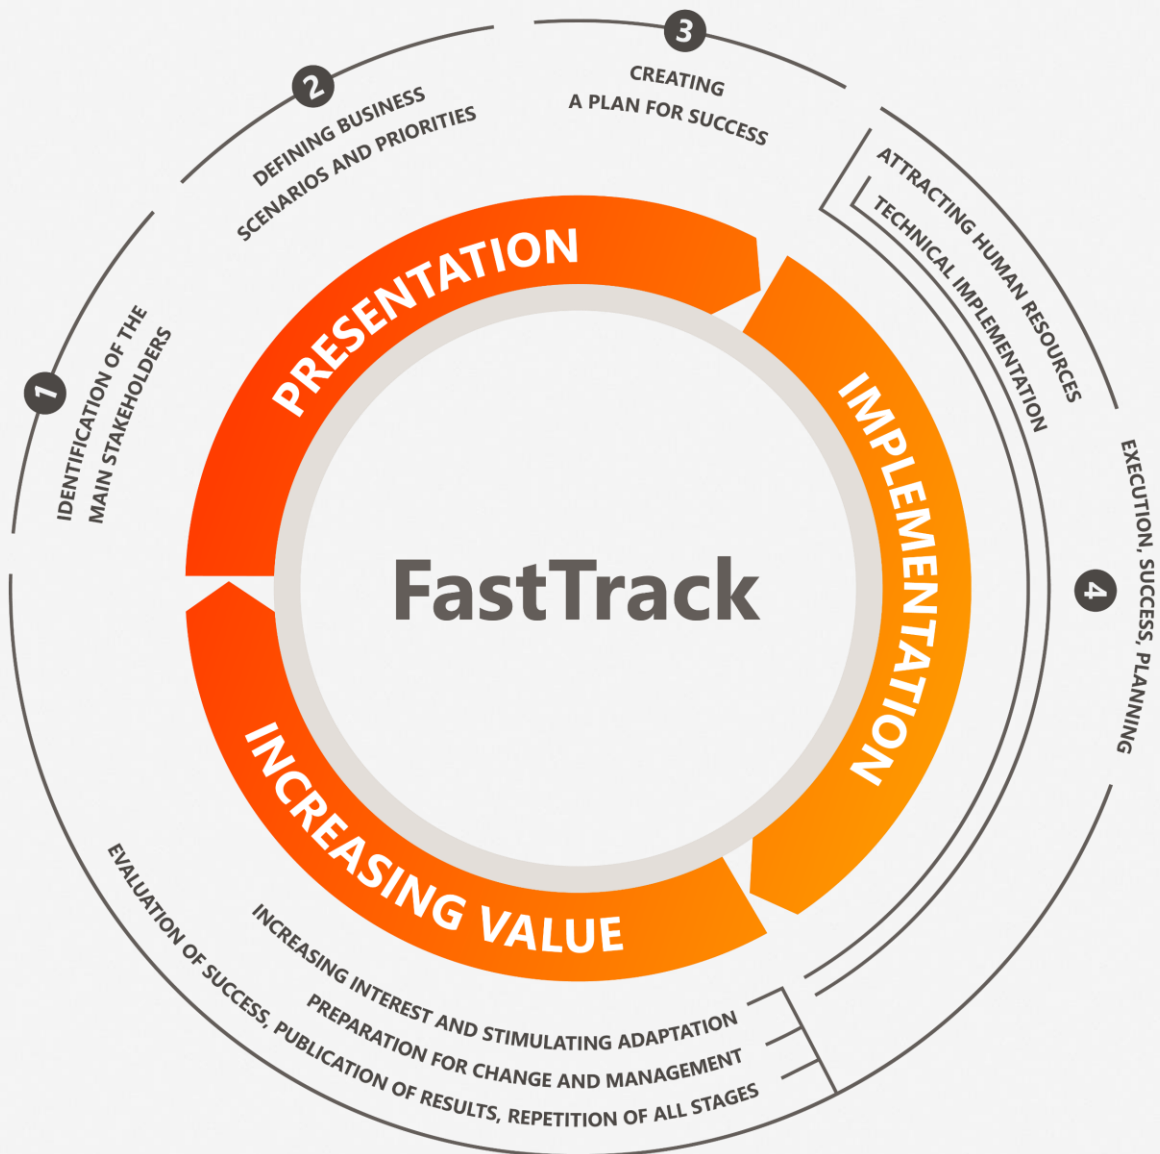 1
IDENTIFICATION OF THE
MAIN STAKEHOLDERS
2
DEFINING BUSINESS
SCENARIOS AND PRIORITIES
3
CREATING
A PLAN FOR SUCCESS
ATTRACTING HUMAN RESOURCES
TECHNICAL IMPLEMENTATION
4
EXECUTION, SUCCESS, PLANNING
PRESENTATION
IMPLEMENTATION
INCREASING VALUE
FastTrack
INCREASING INTEREST AND STIMULATING ADAPTATION
PREPARATION FOR CHANGE AND MANAGEMENT
EVALUATION OF SUCCESS, PUBLICATION OF RESULTS, REPETITION OF ALL STAGES